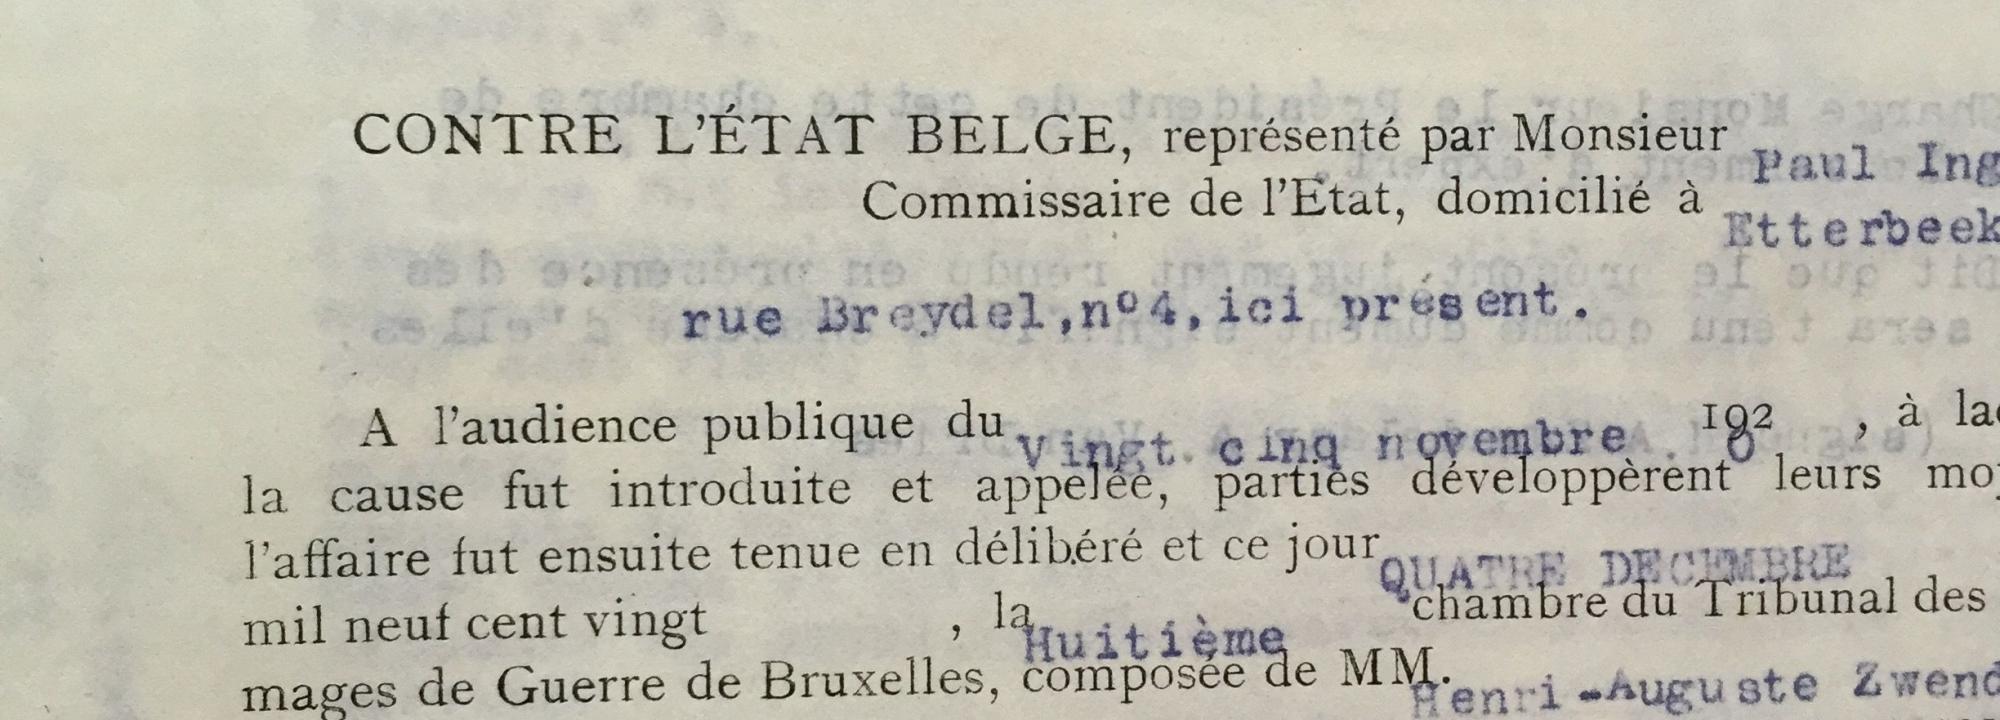 CONTRE L'ÉTAT BELGE, représenté par Monsieur Paul Ing
Commissaire de l'Etat, domicilié à Etterbeek
rue Breydel,nº4,ici présent.
A l'audience publique du vingt cinq novembre 192 , à la
la cause fut introduite et appelée, parties développèrent leurs mo
l'affaire fut ensuite tenue en délibéré et ce jour QUATRE DECEMBRE
mil neuf cent vingt , la Huitième chambre du Tribunal des
mages de Guerre de Bruxelles, composée de MM. Henri-Auguste Zwend